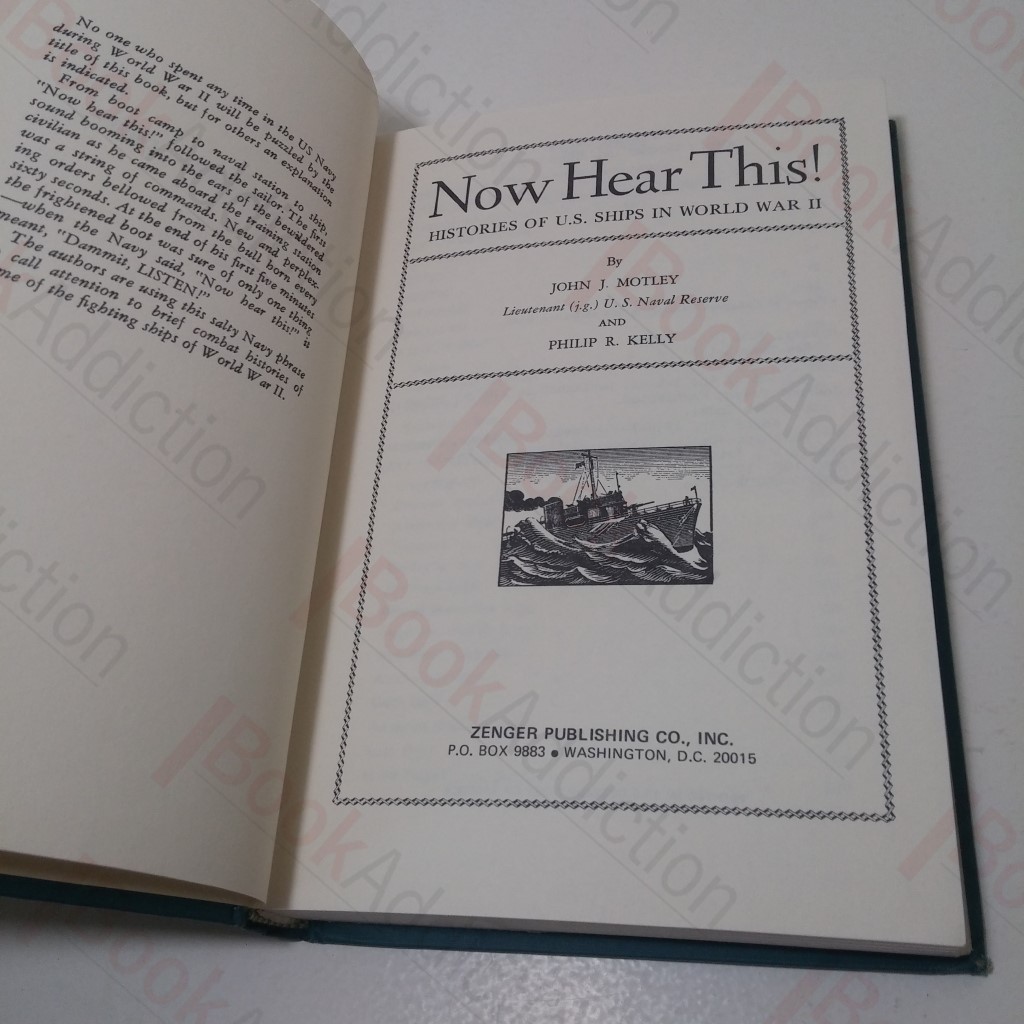 No one who spent any time in the US Navy
during World War II will be puzzled by the
title of this book, but for others an explanation
is indicated.
From boot camp to naval station to ship,
"Now hear this!" followed the sailor. The first
sound booming into the ears of the bewildered
civilian as he came aboard the training station
was a string of commands. New and perplex-
ing orders bellowed from the bull horn every
sixty seconds. At the end of his first five minutes
the frightened boot was sure of only one thing
—when the Navy said, "Now hear this!" is
meant, "Dammit, LISTEN!"
The authors are using this salty Navy phrase
call attention to brief combat histories of
me of the fighting ships of World War II.
Now Hear This!
HISTORIES OF U.S. SHIPS IN WORLD WAR II
By
JOHN J. MOTLEY
Lieutenant (j.g.) U. S. Naval Reserve
AND
PHILIP R. KELLY
ZENGER PUBLISHING CO., INC.
P.O. BOX 9883 ● WASHINGTON, D.C. 20015
BookAddiction